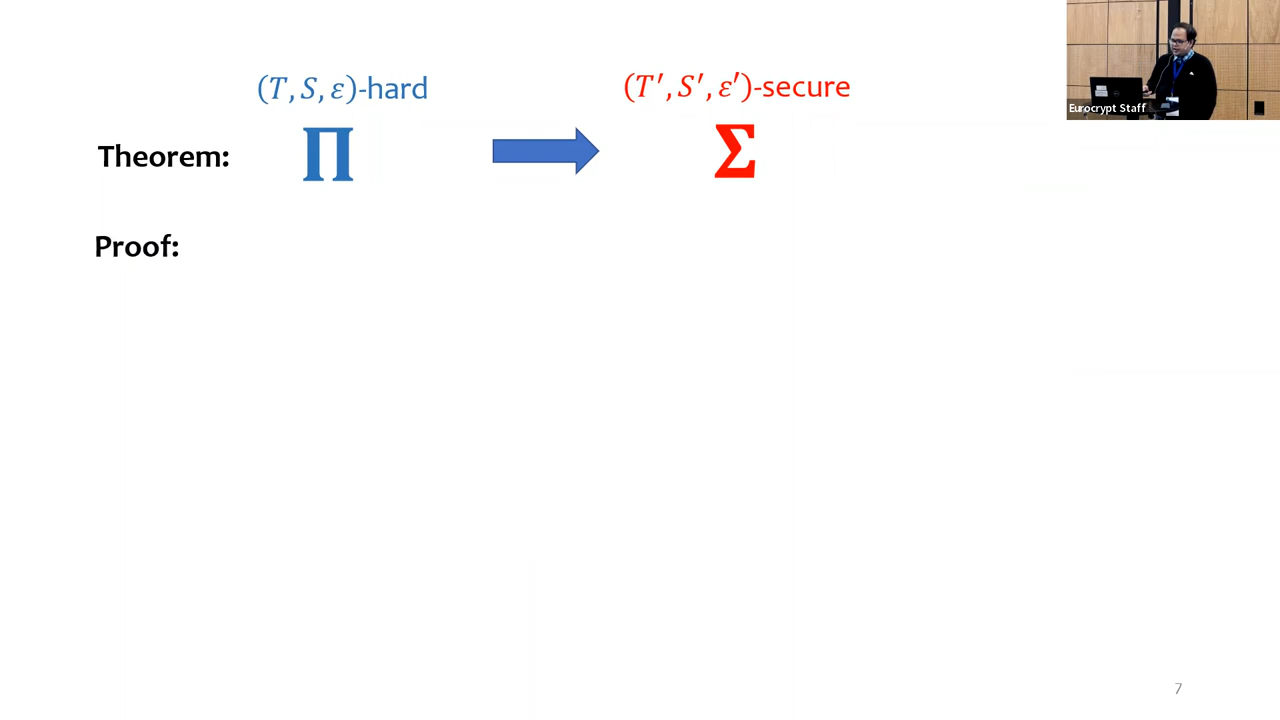 (T, S, ε)-hard
(T′, S′, ε′)-secure
Theorem: Π Σ
Proof:
Eurocrypt Staff
7